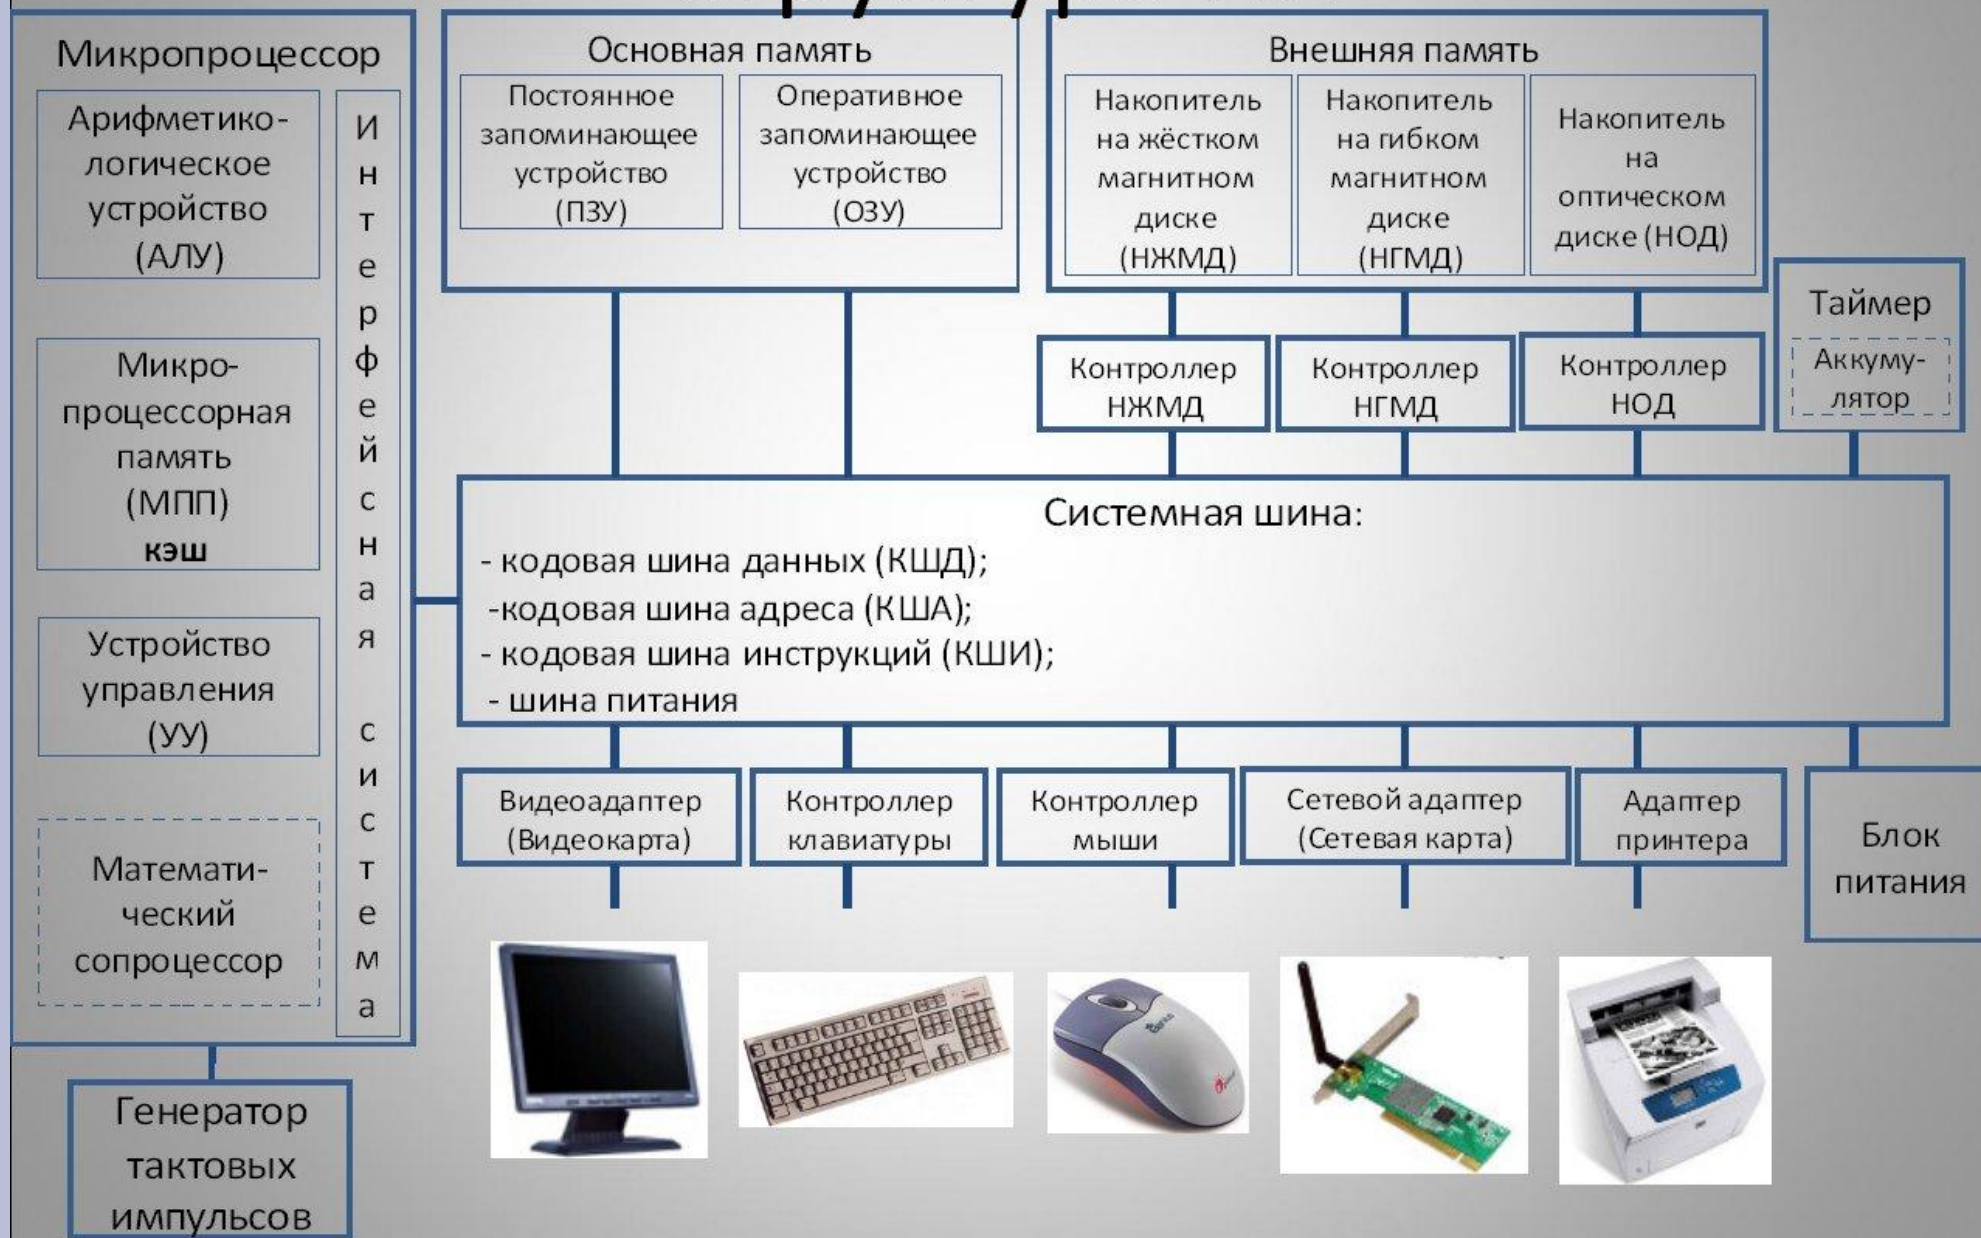 Микропроцессор
Арифметико-
логическое
устройство
(АЛУ)
Микро-
процессорная
память
(МПП)
кэш
Устройство
управления
(УУ)
Математи-
ческий
сопроцессор
Интерфейсная система
Генератор
тактовых
импульсов
Основная память
Постоянное
запоминающее
устройство
(ПЗУ)
Оперативное
запоминающее
устройство
(ОЗУ)
Внешняя память
Накопитель
на жёстком
магнитном
диске
(НЖМД)
Накопитель
на гибком
магнитном
диске
(НГМД)
Накопитель
на
оптическом
диске (НОД)
Контроллер
НЖМД
Контроллер
НГМД
Контроллер
НОД
Таймер
Аккуму-
лятор
Системная шина:
- кодовая шина данных (КШД);
-кодовая шина адреса (КША);
- кодовая шина инструкций (КШИ);
- шина питания
Видеоадаптер
(Видеокарта)
Контроллер
клавиатуры
Контроллер
мыши
Сетевой адаптер
(Сетевая карта)
Адаптер
принтера
Блок
питания